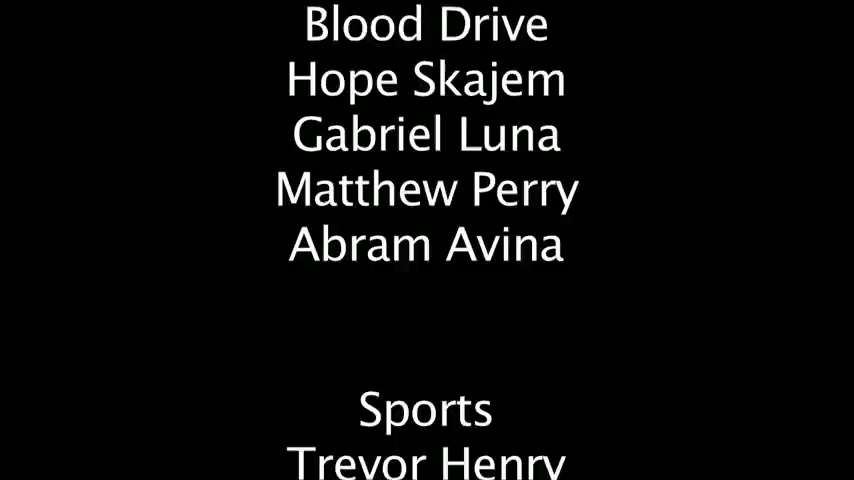 Blood Drive
Hope Skajem
Gabriel Luna
Matthew Perry
Abram Avina
Sports
Trevor Henry